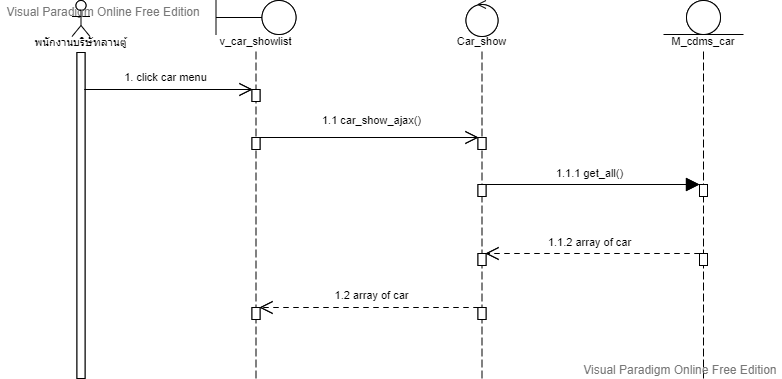 Visual Paradigm Online Free Edition
พนักงานบริษัทลานตู้
v_car_showlist
Car_show
M_cdms_car
1. click car menu
1.1 car_show_ajax()
1.1.1 get_all()
1.1.2 array of car
1.2 array of car
Visual Paradigm Online Free Edition